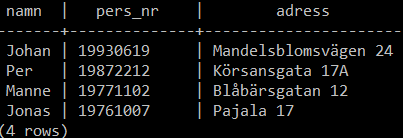 namn | pers_nr | adress
-------+----------+----------------------
Johan | 19930619 | Mandelsblomsvägen 24
Per | 19872212 | Körsansgata 17A
Manne | 19771102 | Blåbärsgatan 12
Jonas | 19761007 | Pajala 17
(4 rows)